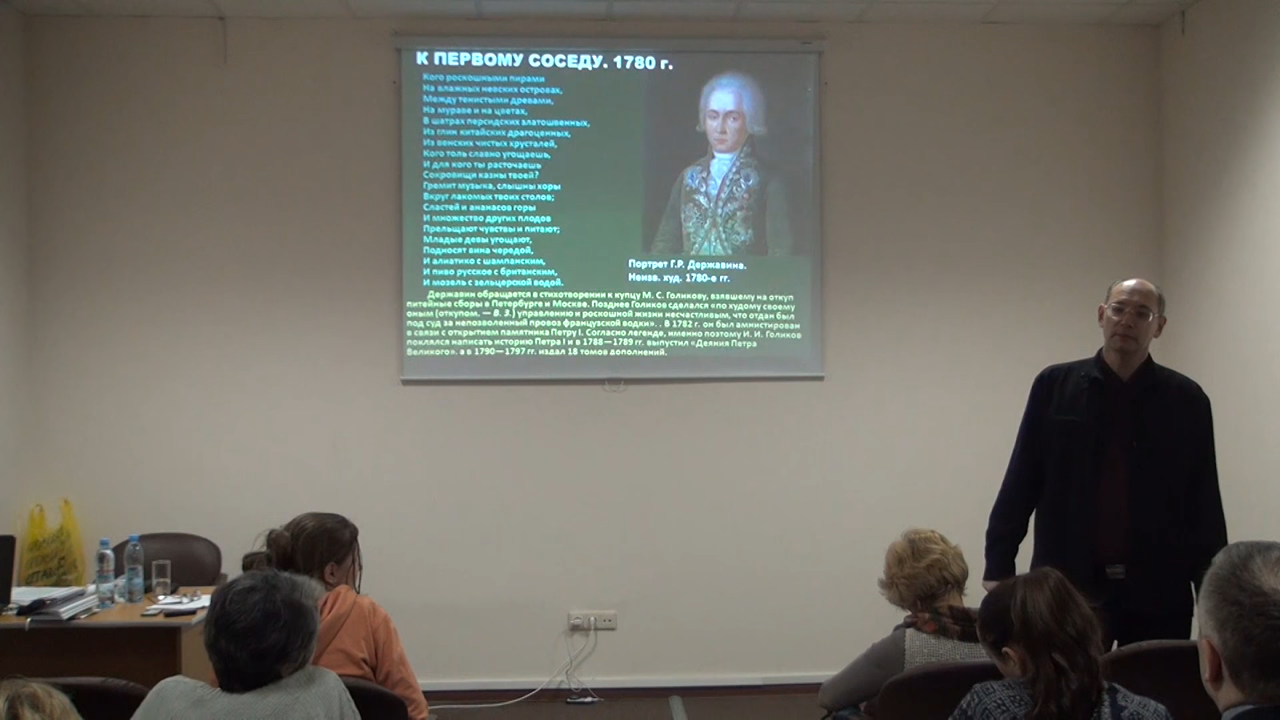 К ПЕРВОМУ СОСЕДУ. 1780 г.
Кого роскошными пирами
На влажных невских островах,
Между тенистыми древами,
На мураве и на цветах,
В шатрах персидских златошвенных,
Из глин китайских драгоценных,
Из венских чистых хрусталей,
Кого толь славно угощаешь,
И для кого ты расточаешь
Сокровищи казны твоей?
Гремит музыка, слышны хоры
Вкруг лакомых твоих столов;
Сластей и ананасов горы
И множество других плодов
Прельщают чувствы и питают;
Младые девы угощают,
Подносят вина чередой,
И алиатико с шампанским,
И пиво русское с британским,
И мозель с зельцерской водой.
Портрет Г.Р. Державина.
Неизв. худ. 1780-е гг.
Державин обращается в стихотворении к купцу М. С. Голикову, взявшему на откуп
питейные сборы в Петербурге и Москве. Позднее Голиков сделался «по худому своему
оным (откупом. — В. З.) управлению и роскошной жизни несчастливым, что отдан был
под суд за непозволенный провоз французской водки». . В 1782 г. он был амнистирован
в связи с открытием памятника Петру I. Согласно легенде, именно поэтому И. И. Голиков
поклялся написать историю Петра I и в 1788—1789 гг. выпустил «Деяния Петра
Великого», а в 1790—1797 гг. издал 18 томов дополнений.